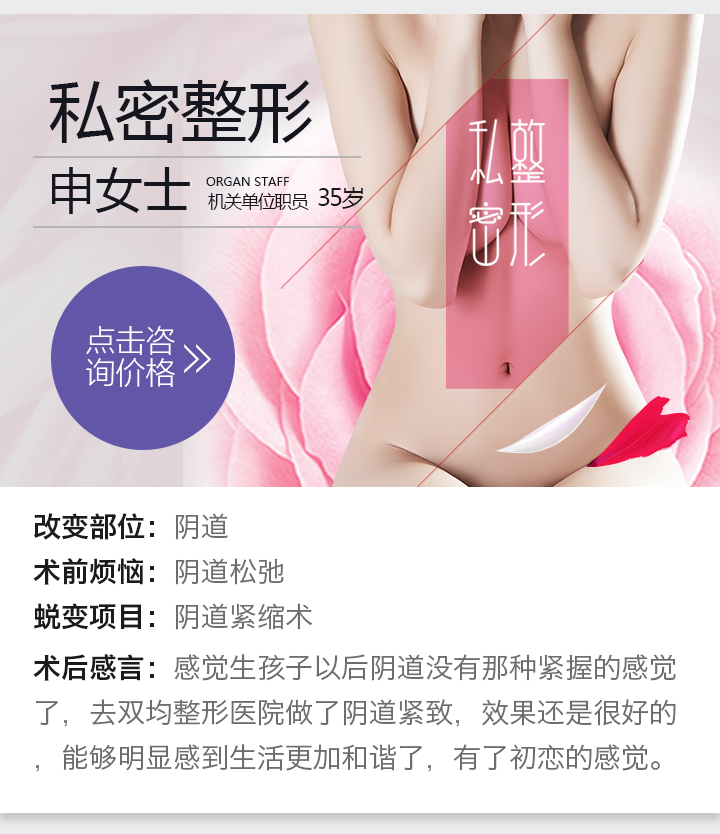 私密整形
申女士
ORGAN STAFF
机关单位职员 35岁
私整
密形
点击咨
询价格
改变部位：阴道
术前烦恼：阴道松弛
蜕变项目：阴道紧缩术
术后感言：感觉生孩子以后阴道没有那种紧握的感觉
了，去双均整形医院做了阴道紧致，效果还是很好的
，能够明显感到生活更加和谐了，有了初恋的感觉。